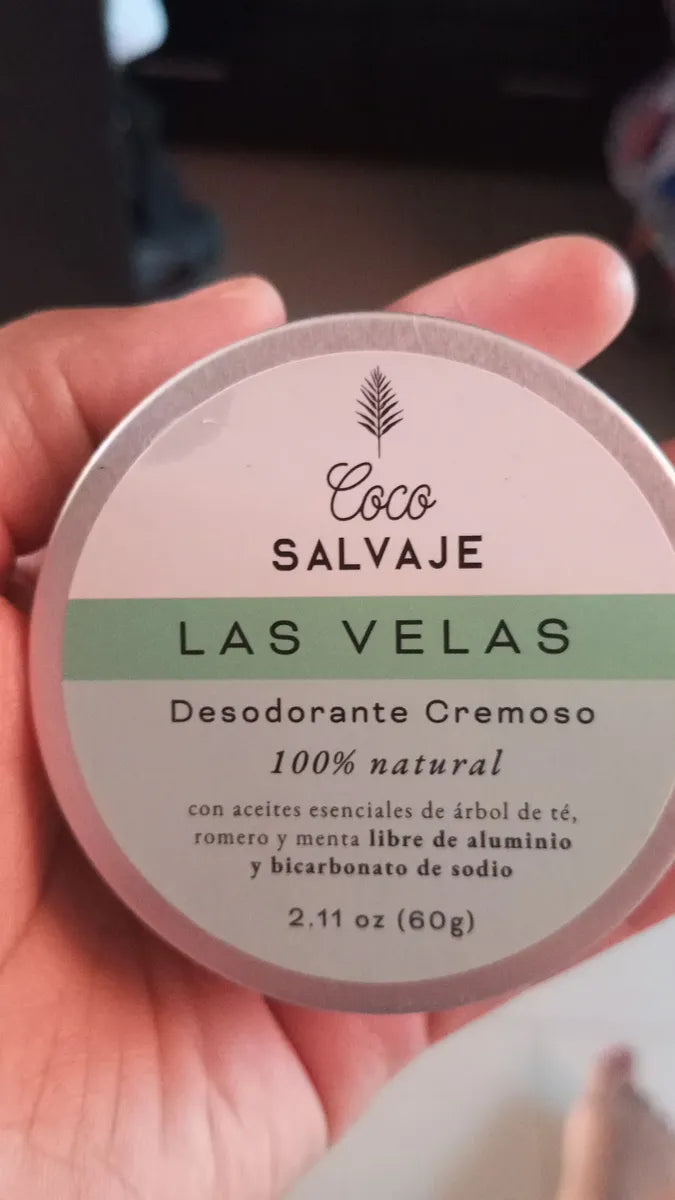 Coco
SALVAJE
LAS VELAS
Desodorante Cremoso
100% natural
con aceites esenciales de árbol de té,
romero y menta libre de aluminio
y bicarbonato de sodio
2.11 oz (60g)